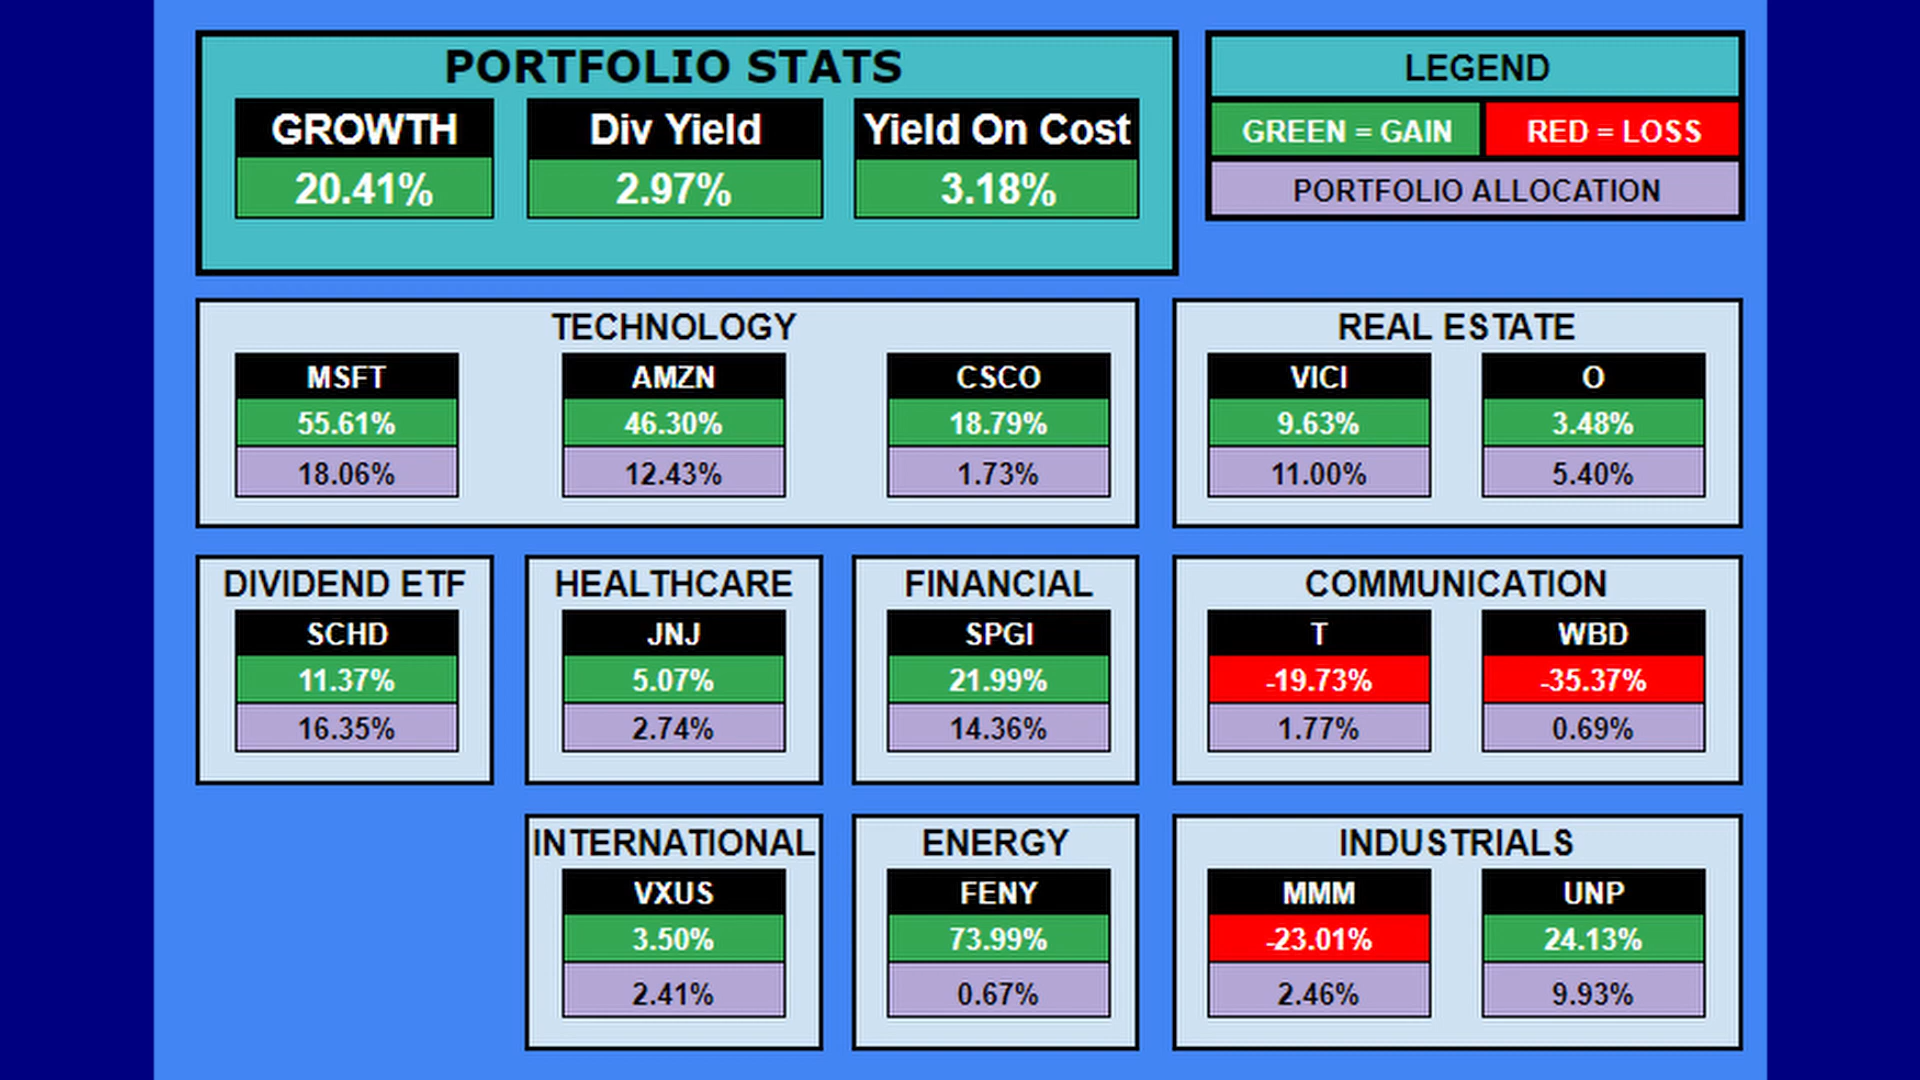 PORTFOLIO STATS
GROWTH
20.41%
Div Yield
2.97%
Yield On Cost
3.18%
LEGEND
GREEN = GAIN
RED = LOSS
PORTFOLIO ALLOCATION
TECHNOLOGY
MSFT
55.61%
18.06%
AMZN
46.30%
12.43%
CSCO
18.79%
1.73%
REAL ESTATE
VICI
9.63%
11.00%
O
3.48%
5.40%
DIVIDEND ETF
SCHD
11.37%
16.35%
HEALTHCARE
JNJ
5.07%
2.74%
FINANCIAL
SPGI
21.99%
14.36%
COMMUNICATION
T
-19.73%
1.77%
WBD
-35.37%
0.69%
INTERNATIONAL
VXUS
3.50%
2.41%
ENERGY
FENY
73.99%
0.67%
INDUSTRIALS
MMM
-23.01%
2.46%
UNP
24.13%
9.93%